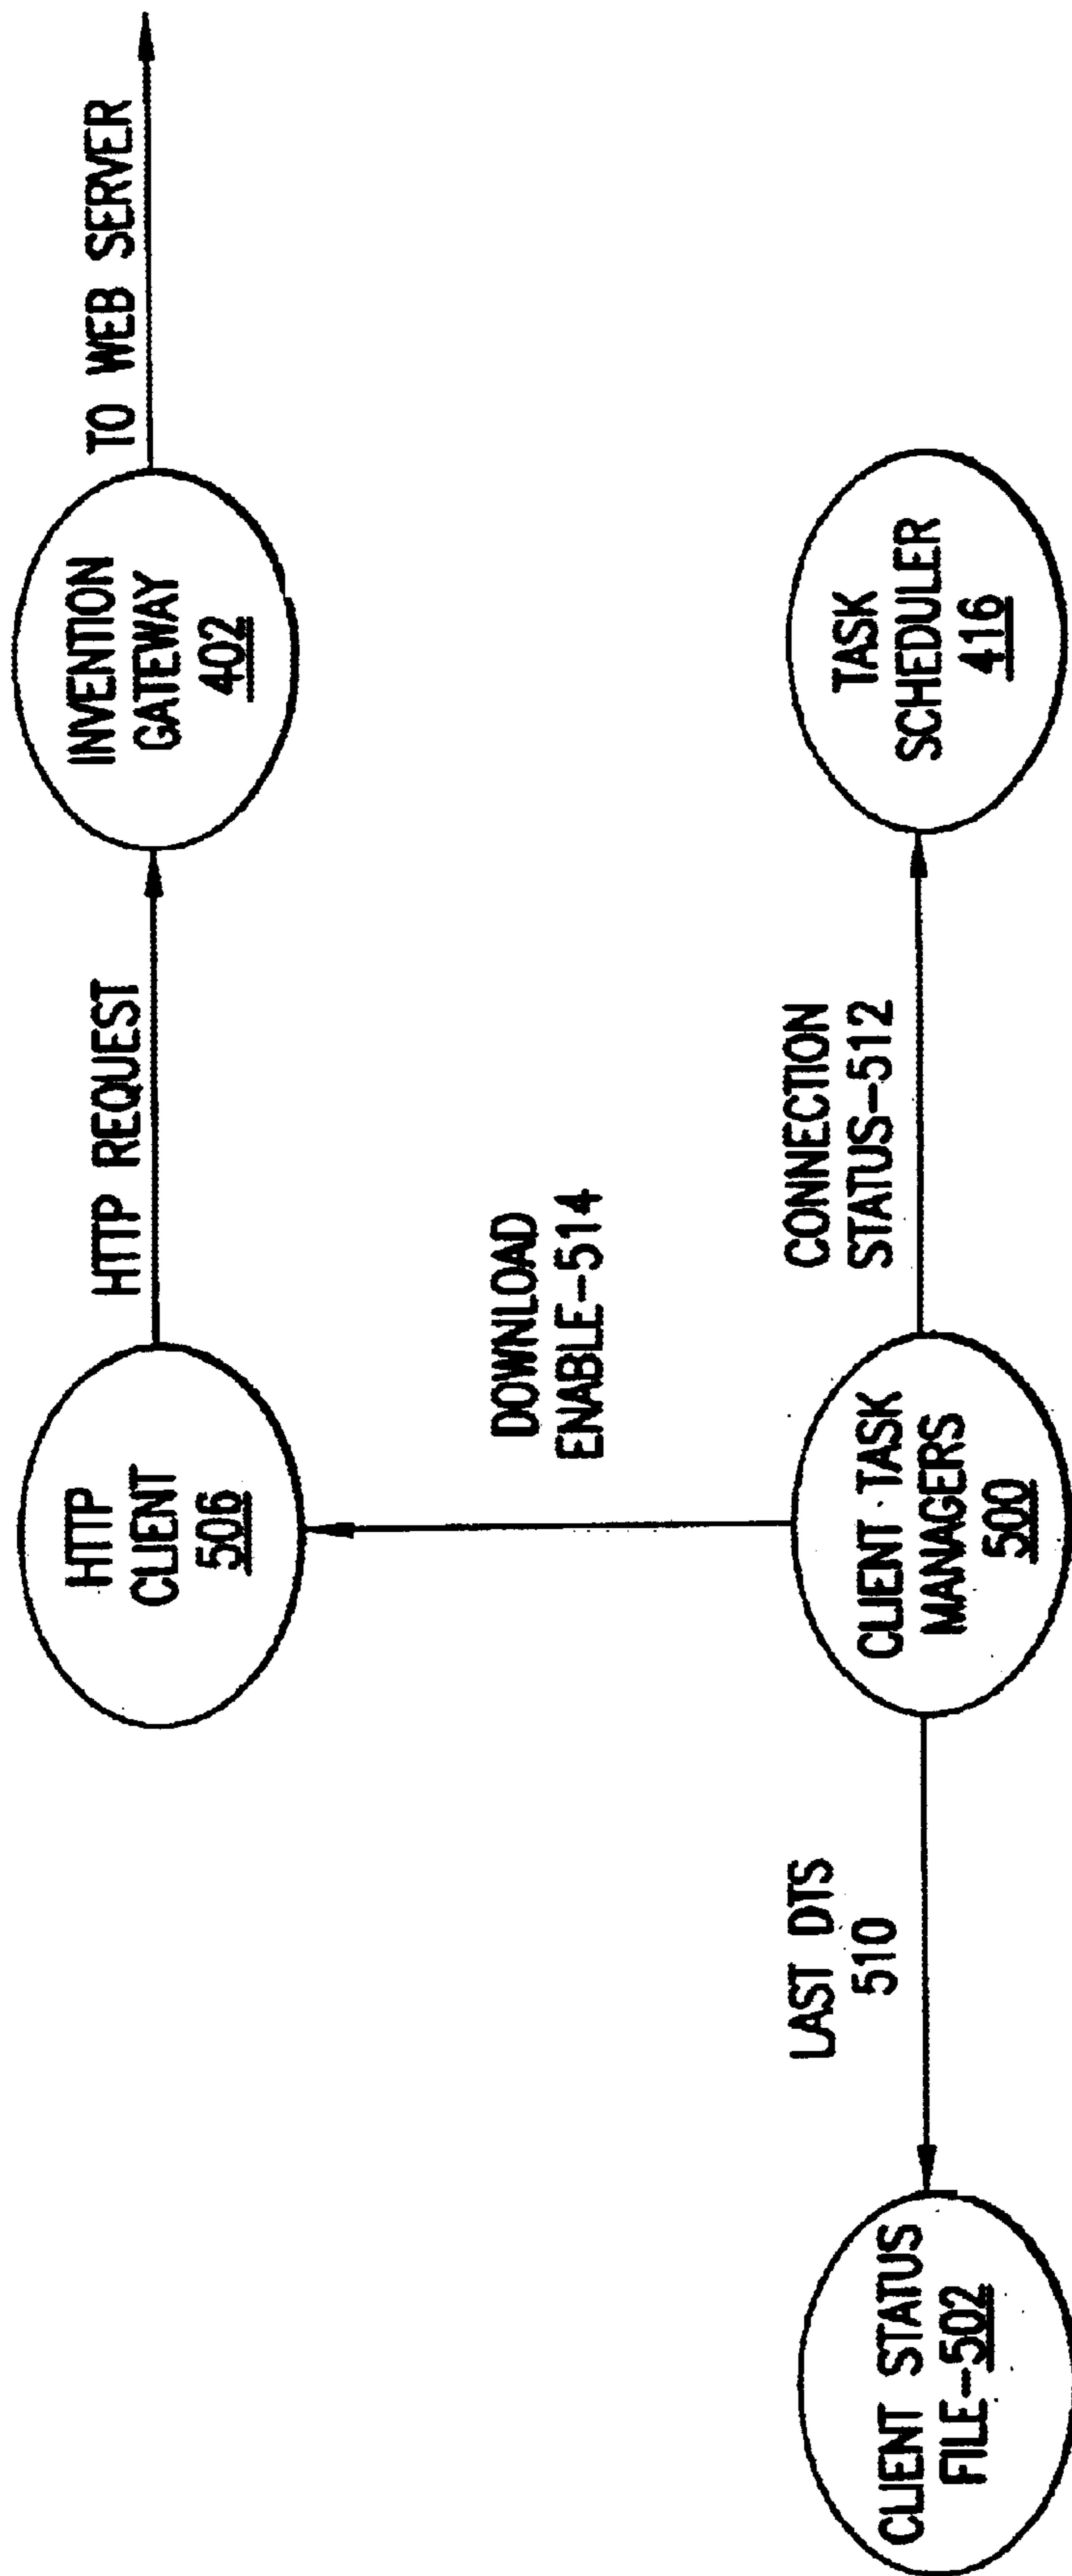 HTTP
CLIENT
506
HTTP REQUEST
INVENTION
GATEWAY
402
TO WEB SERVER
DOWNLOAD
ENABLE-514
CLIENT STATUS
FILE-502
LAST DTS
510
CLIENT TASK
MANAGERS
500
CONNECTION
STATUS-512
TASK
SCHEDULER
416